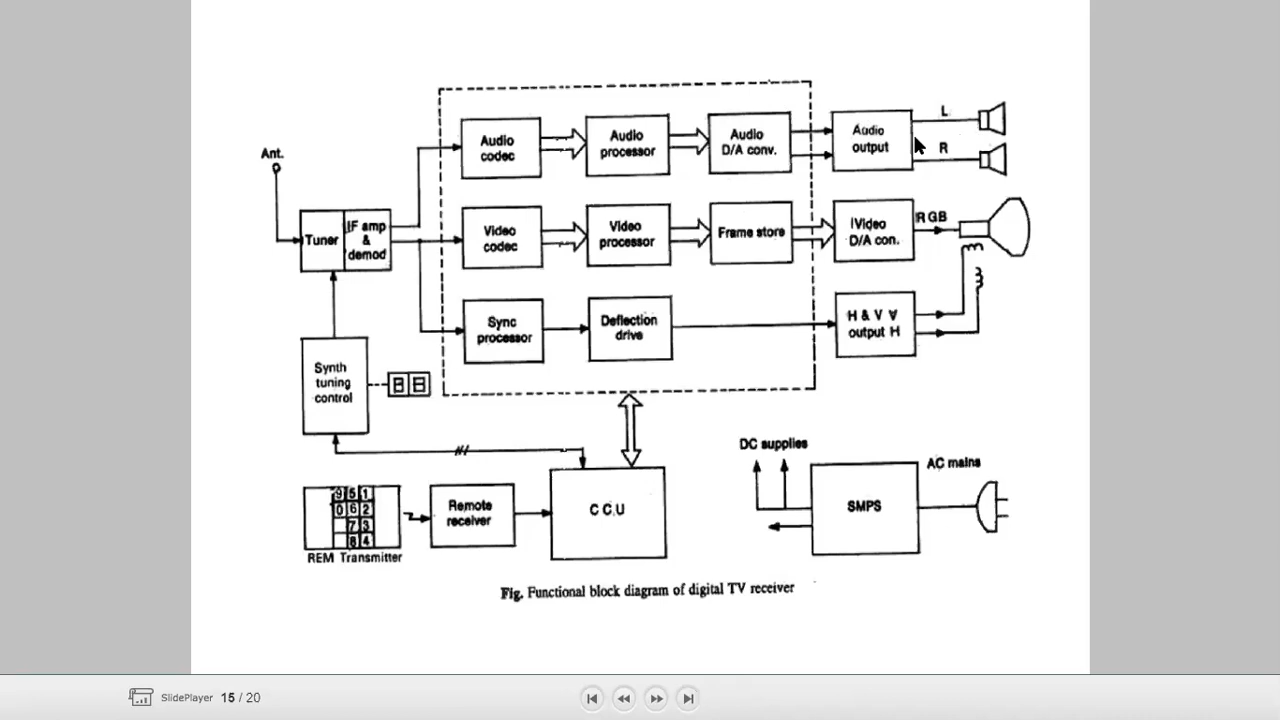 Ant.
Tuner
IF amp
&
demod
Audio
codec
Audio
processor
Audio
D/A conv.
Audio
output
L
R
Video
codec
Video
processor
Frame store
Video
D/A con.
R GB
Sync
processor
Deflection
drive
H & V V
output H
Synth
tuning
control
88
DC supplies
AC mains
SMPS
9 5 1
0 6 2
7 3
8 4
REM Transmitter
Remote
receiver
C C U
Fig. Functional block diagram of digital TV receiver
SlidePlayer 15 / 20